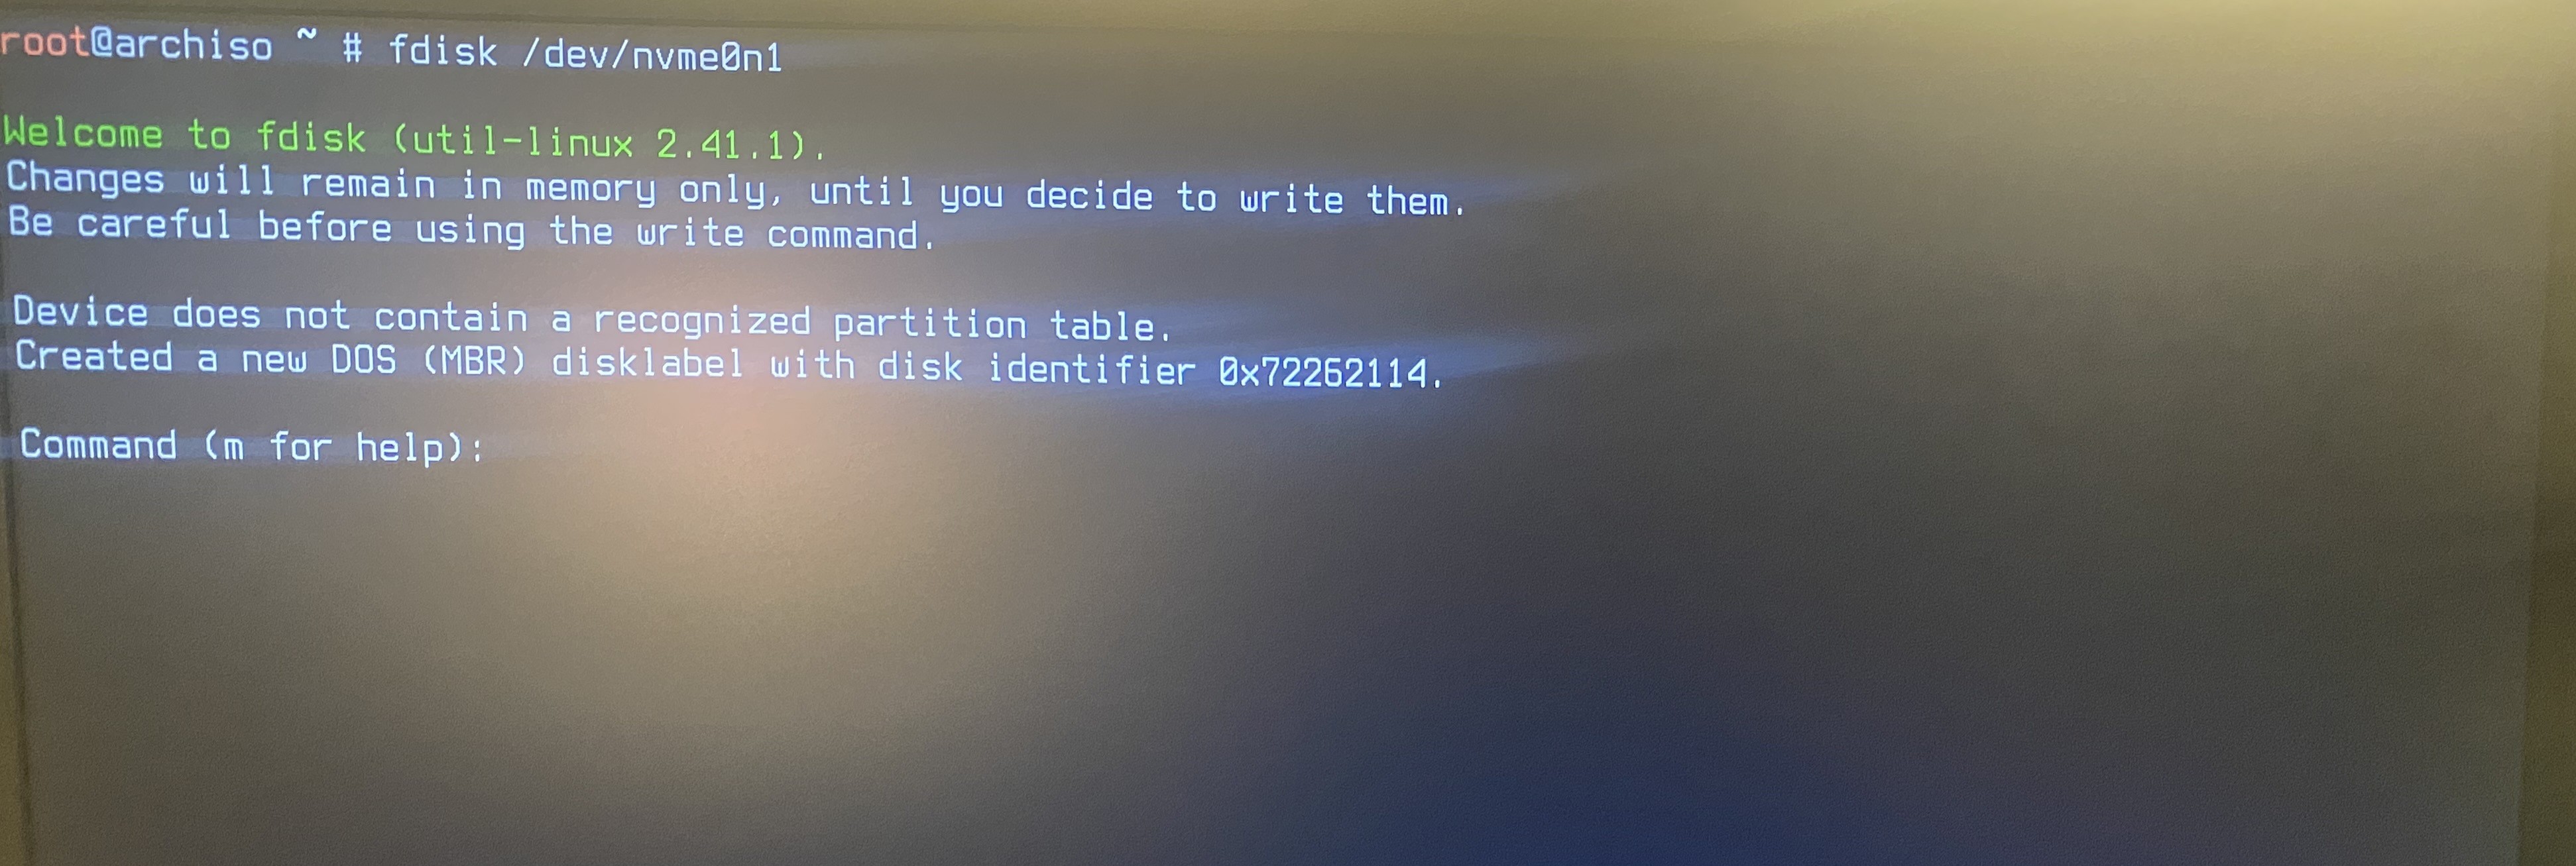 root@archiso ~ # fdisk /dev/nvme0n1
Welcome to fdisk (util-linux 2.41.1).
Changes will remain in memory only, until you decide to write them.
Be careful before using the write command.
Device does not contain a recognized partition table.
Created a new DOS (MBR) disklabel with disk identifier 0x72262114.
Command (m for help):